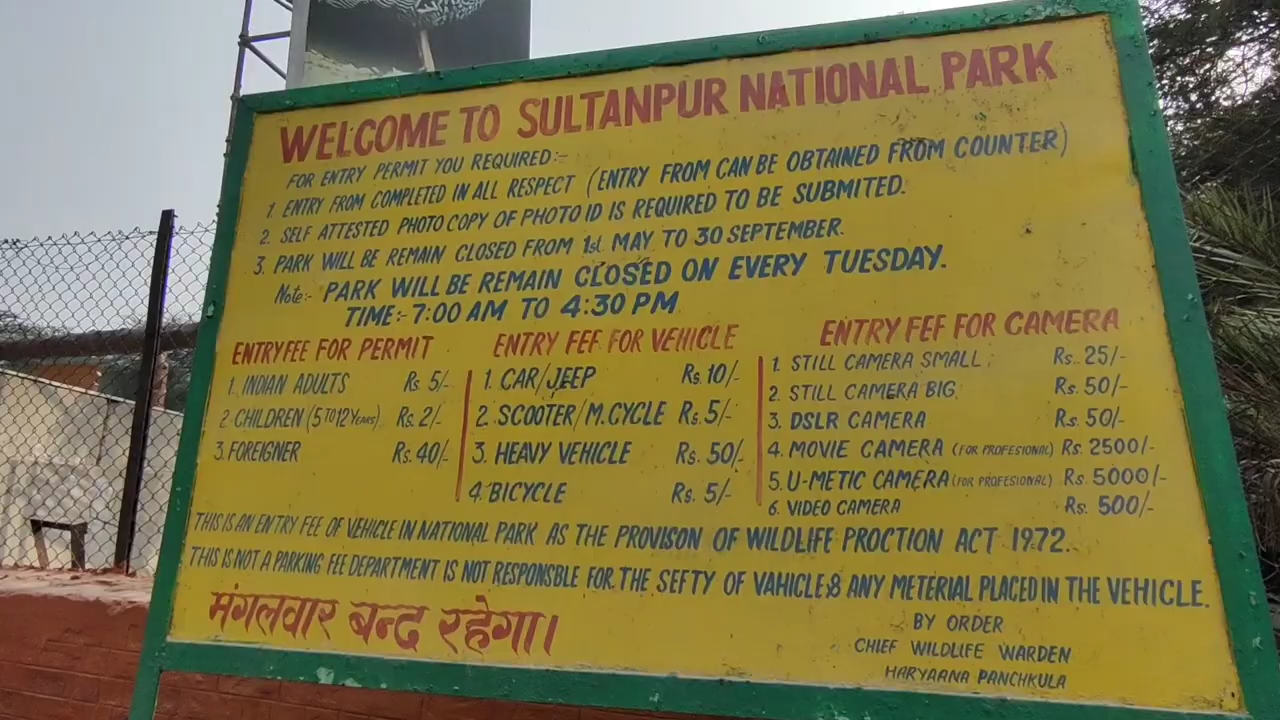 WELCOME TO SULTANPUR NATIONAL PARK
FOR ENTRY PERMIT YOU REQUIRED:-
1. ENTRY FROM COMPLETED IN ALL RESPECT (ENTRY FROM CAN BE OBTAINED FROM COUNTER)
2. SELF ATTESTED PHOTO COPY OF PHOTO ID IS REQUIRED TO BE SUBMITED.
3. PARK WILL BE REMAIN CLOSED FROM 1st MAY TO 30 SEPTEMBER.
Note:- PARK WILL BE REMAIN CLOSED ON EVERY TUESDAY.
TIME:- 7:00 AM TO 4:30 PM
ENTRY FEE FOR PERMIT
1. INDIAN ADULTS Rs. 5/-
2. CHILDREN (5 TO 12 YEARS) Rs. 2/-
3. FOREIGNER Rs. 40/-
ENTRY FEF FOR VEHICLE
1. CAR/JEEP Rs. 10/-
2. SCOOTER/M.CYCLE Rs. 5/-
3. HEAVY VEHICLE Rs. 50/-
4. BICYCLE Rs. 5/-
ENTRY FEF FOR CAMERA
1. STILL CAMERA SMALL Rs. 25/-
2. STILL CAMERA BIG Rs. 50/-
3. DSLR CAMERA Rs. 50/-
4. MOVIE CAMERA (FOR PROFESIONAL) Rs. 2500/-
5. U-METIC CAMERA (FOR PROFESIONAL) Rs. 5000/-
6. VIDEO CAMERA Rs. 500/-
THIS IS AN ENTRY FEE OF VEHICLE IN NATIONAL PARK AS THE PROVISON OF WILDLIFE PROCTION ACT 1972.
THIS IS NOT A PARKING FEE DEPARTMENT IS NOT RESPONSBLE FOR THE SEFTY OF VAHICLE & ANY METERIAL PLACED IN THE VEHICLE.
मंगलवार बन्द रहेगा।
BY ORDER
CHIEF WILDLIFE WARDEN
HARYAANA PANCHKULA